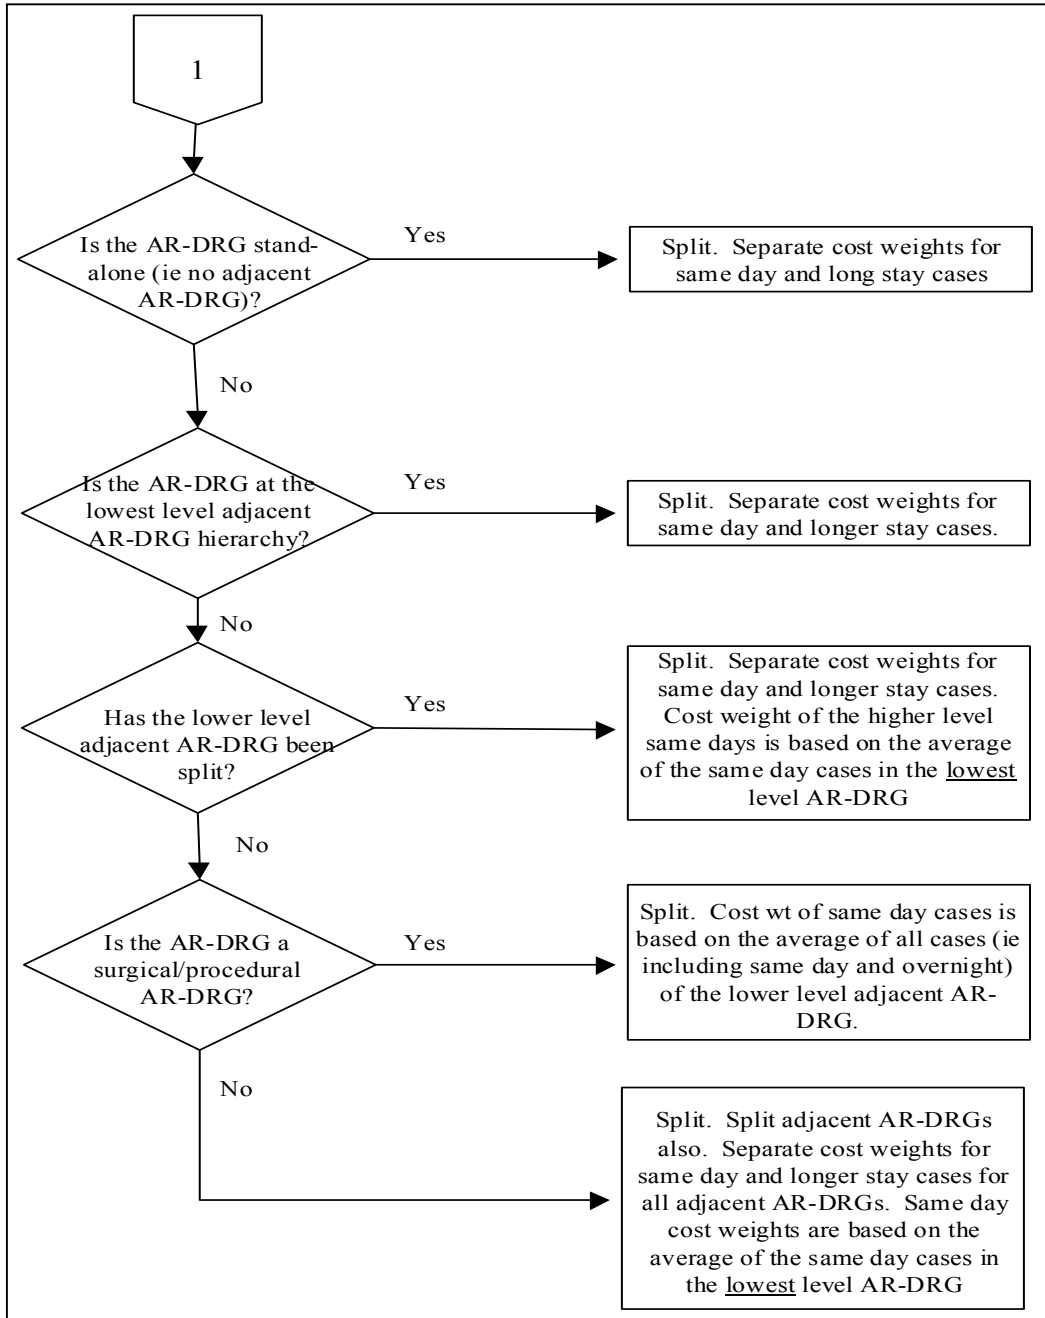 1
Is the AR-DRG stand-
alone (ie no adjacent
AR-DRG)?
Yes
Split. Separate cost weights for
same day and long stay cases
No
Is the AR-DRG at the
lowest level adjacent
AR-DRG hierarchy?
Yes
Split. Separate cost weights for
same day and longer stay cases.
No
Has the lower level
adjacent AR-DRG been
split?
Yes
Split. Separate cost weights for
same day and longer stay cases.
Cost weight of the higher level
same days is based on the average
of the same day cases in the lowest
level AR-DRG
No
Is the AR-DRG a
surgical/procedural
AR-DRG?
Yes
Split. Cost wt of same day cases is
based on the average of all cases (ie
including same day and overnight)
of the lower level adjacent AR-
DRG.
No
Split. Split adjacent AR-DRGs
also. Separate cost weights for
same day and longer stay cases for
all adjacent AR-DRGs. Same day
cost weights are based on the
average of the same day cases in
the lowest level AR-DRG